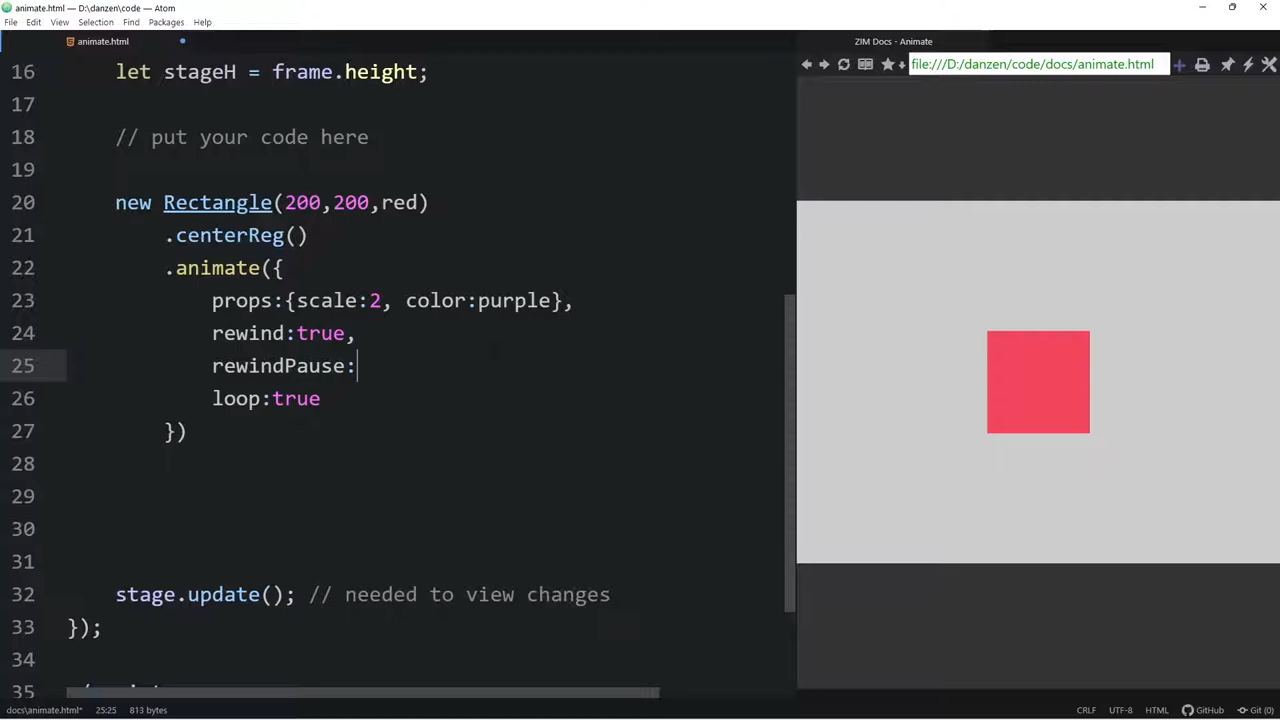 animate.html — D:\danzen\code — Atom
File Edit View Selection Find Packages Help
animate.html
ZIM Docs - Animate
file:///D:/danzen/code/docs/animate.html
16 let stageH = frame.height;
17
18 // put your code here
19
20 new Rectangle(200,200,red)
21 .centerReg()
22 .animate({
23 props:{scale:2, color:purple},
24 rewind:true,
25 rewindPause:
26 loop:true
27 })
28
29
30
31
32 stage.update(); // needed to view changes
33 });
34
35
docs\animate.html* 25:25 813 bytes CRLF UTF-8 HTML GitHub Git (0)